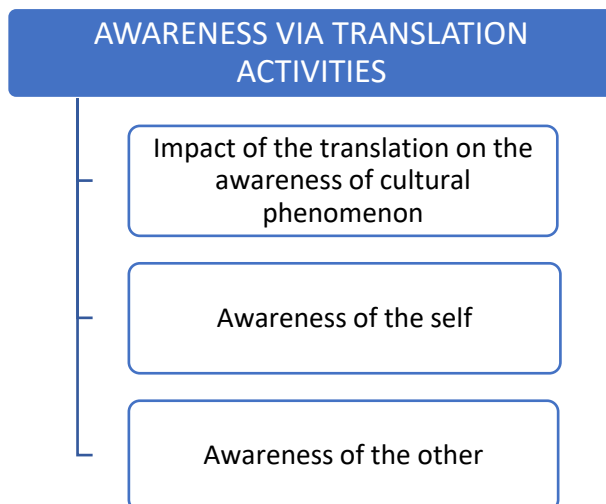 AWARENESS VIA TRANSLATION
ACTIVITIES
Impact of the translation on the
awareness of cultural
phenomenon
Awareness of the self
Awareness of the other